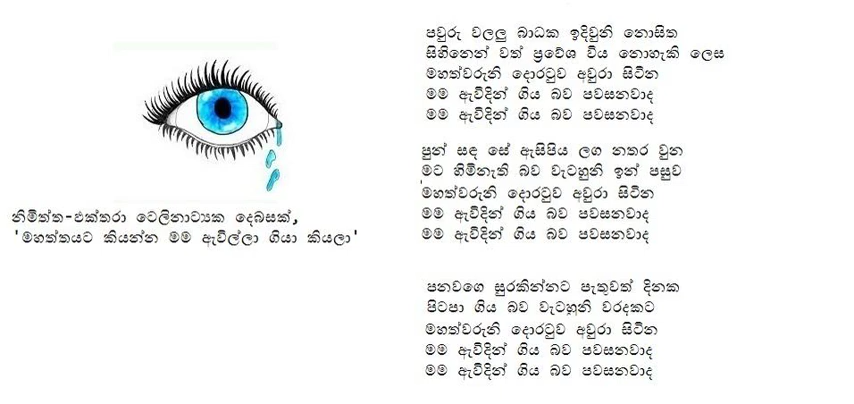 නිමිත්ත-එක්තරා ටෙලිනාට්‍යක දෙබසක්,
'මහත්තයට කියන්න මම ඇවිල්ලා ගියා කියලා'
පවුරු වලලු බාධක ඉදිවුනි නොසිත
සිහිනෙන් වත් ප්‍රවේශ විය නොහැකි ලෙස
මහත්වරුනි දොරටුව අවුරා සිටින
මම ඇවිදින් ගිය බව පවසනවාද
මම ඇවිදින් ගිය බව පවසනවාද
පුන් සඳ සේ ඇසිපිය ලග නතර වුන
මට හිමිනැති බව වැටහුනි ඉන් පසුව
මහත්වරුනි දොරටුව අවුරා සිටින
මම ඇවිදින් ගිය බව පවසනවාද
මම ඇවිදින් ගිය බව පවසනවාද
පනවගෙ සුරකින්නට පැතුවත් දිනක
පිටපා ගිය බව වැටහුනි වරදකට
මහත්වරුනි දොරටුව අවුරා සිටින
මම ඇවිදින් ගිය බව පවසනවාද
මම ඇවිදින් ගිය බව පවසනවාද